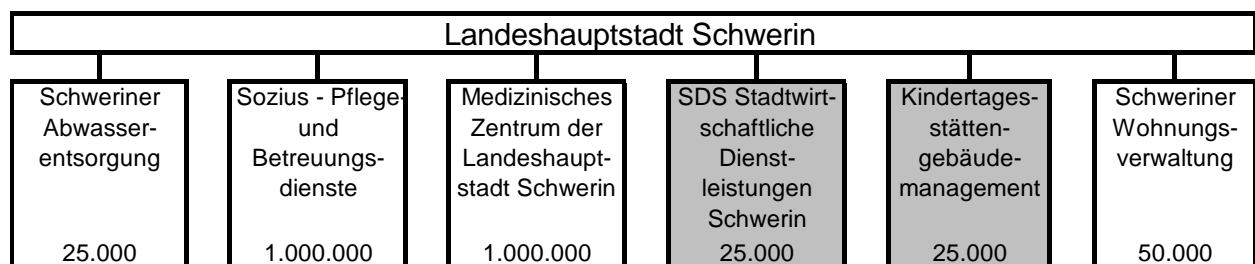 Landeshauptstadt Schwerin
Schweriner
Abwasser-
entsorgung
25.000
Sozius - Pflege-
und
Betreuungs-
dienste
1.000.000
Medizinisches
Zentrum der
Landeshaupt-
stadt Schwerin
1.000.000
SDS Stadtwirt-
schaftliche
Dienst-
leistungen
Schwerin
25.000
Kindertages-
stätten-
gebäude-
management
25.000
Schweriner
Wohnungs-
verwaltung
50.000